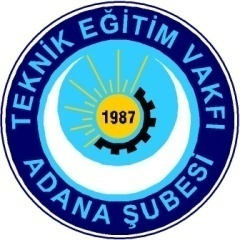 TEKNİK EĞİTİM VAKFI
1987
ADANA ŞUBESİ